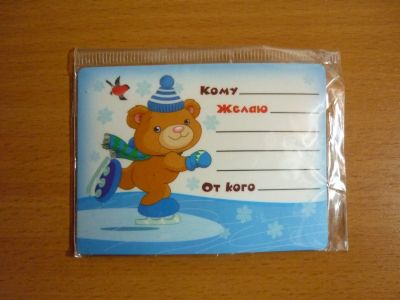 Кому
Желаю
От кого